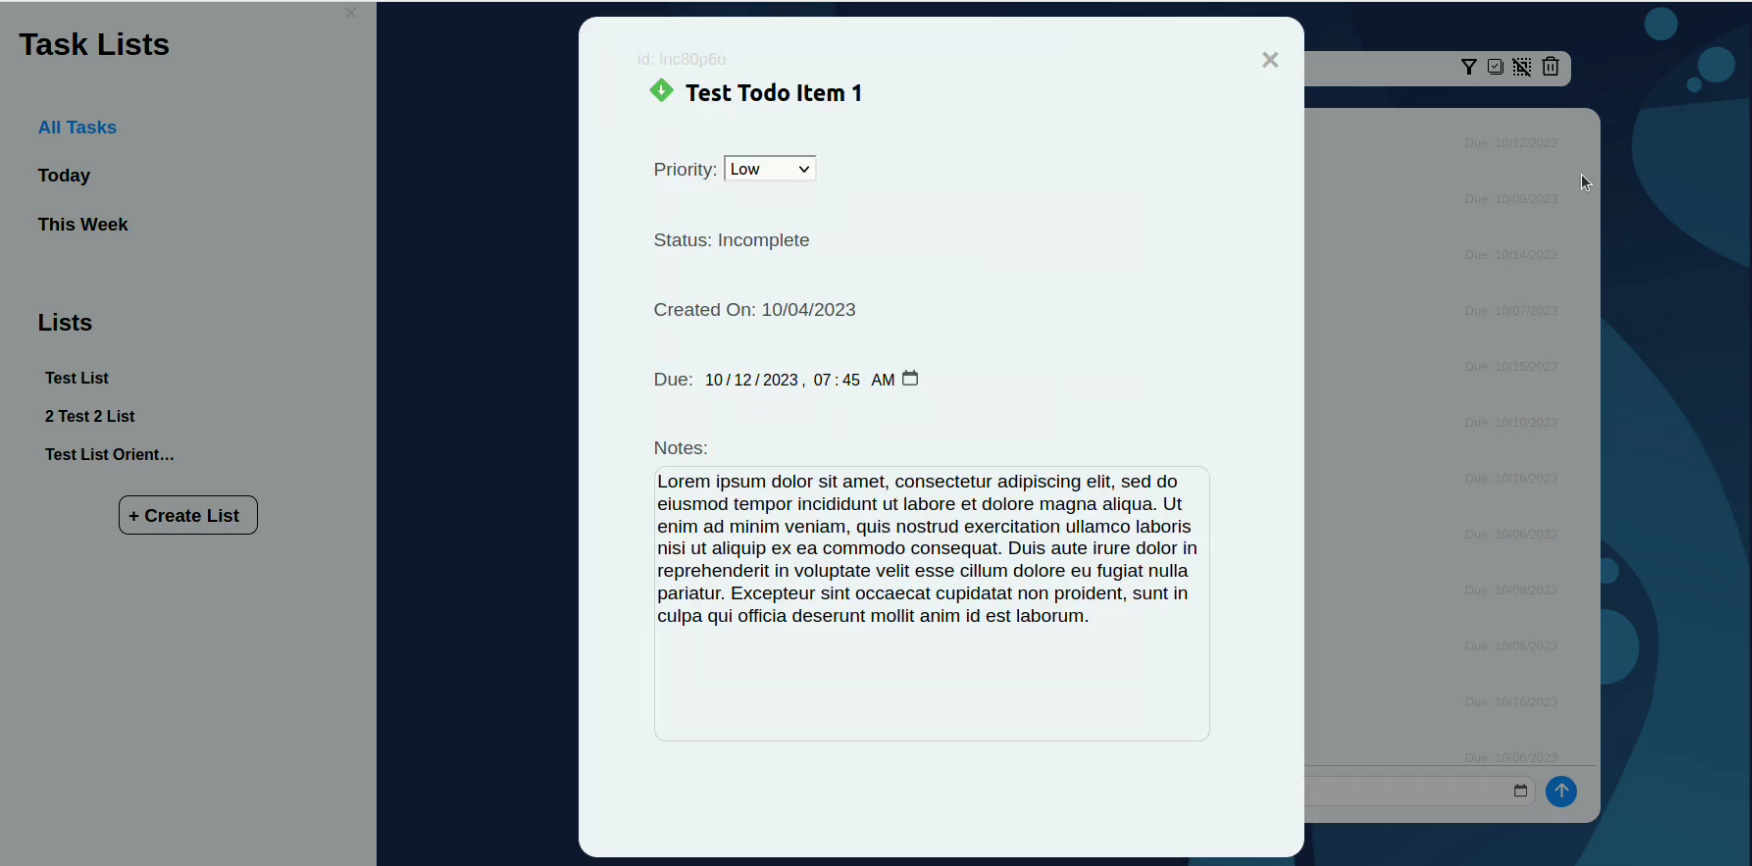 Task Lists
All Tasks
Today
This Week
Lists
Test List
2 Test 2 List
Test List Orient...
+ Create List
id: lnc80p6u
Test Todo Item 1
Priority: Low
Status: Incomplete
Created On: 10/04/2023
Due: 10/12/2023, 07:45 AM
Notes:
Lorem ipsum dolor sit amet, consectetur adipiscing elit, sed do
eiusmod tempor incididunt ut labore et dolore magna aliqua. Ut
enim ad minim veniam, quis nostrud exercitation ullamco laboris
nisi ut aliquip ex ea commodo consequat. Duis aute irure dolor in
reprehenderit in voluptate velit esse cillum dolore eu fugiat nulla
pariatur. Excepteur sint occaecat cupidatat non proident, sunt in
culpa qui officia deserunt mollit anim id est laborum.
Due: 10/12/2023
Due: 10/09/2023
Due: 10/14/2023
Due: 10/07/2023
Due: 10/15/2023
Due: 10/10/2023
Due: 10/16/2023
Due: 10/06/2023
Due: 10/08/2023
Due: 10/08/2023
Due: 10/16/2023
Due: 10/06/2023